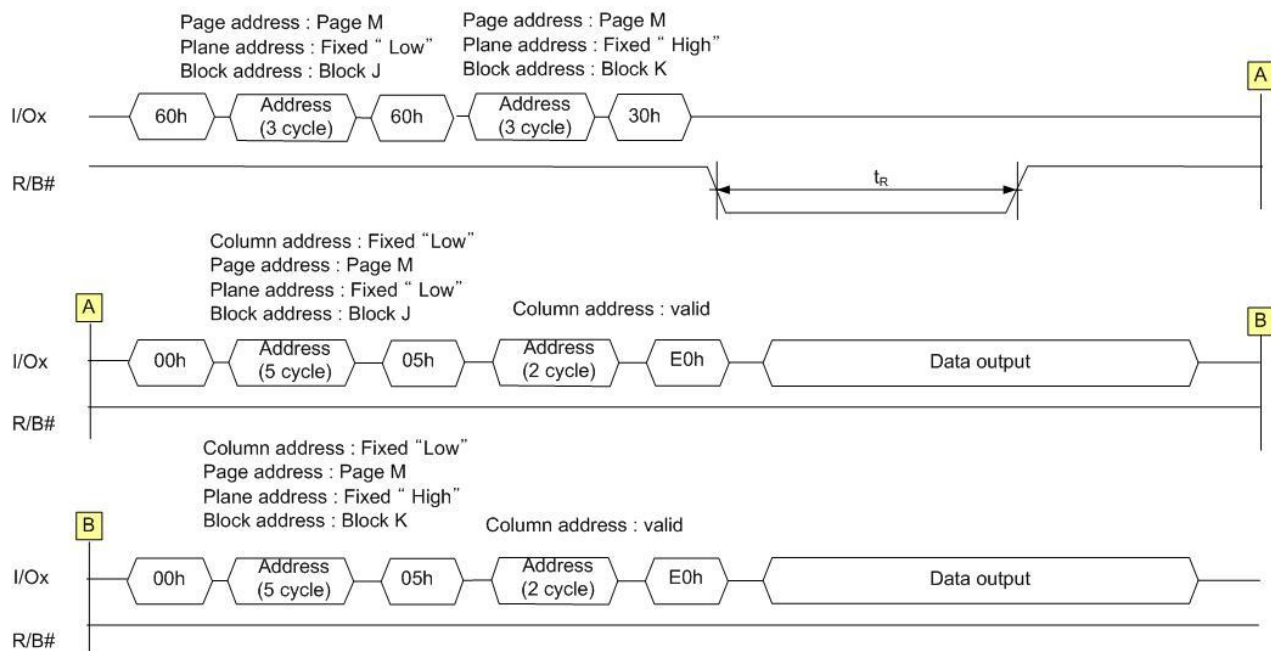 Page address : Page M
Plane address : Fixed “ Low”
Block address : Block J
Page address : Page M
Plane address : Fixed “ High”
Block address : Block K
A
I/Ox
60h
Address
(3 cycle)
60h
Address
(3 cycle)
30h
R/B#
tR
Column address : Fixed “Low”
Page address : Page M
Plane address : Fixed “ Low”
Block address : Block J
Column address : valid
A
B
I/Ox
00h
Address
(5 cycle)
05h
Address
(2 cycle)
E0h
Data output
R/B#
Column address : Fixed “Low”
Page address : Page M
Plane address : Fixed “ High”
Block address : Block K
Column address : valid
B
I/Ox
00h
Address
(5 cycle)
05h
Address
(2 cycle)
E0h
Data output
R/B#